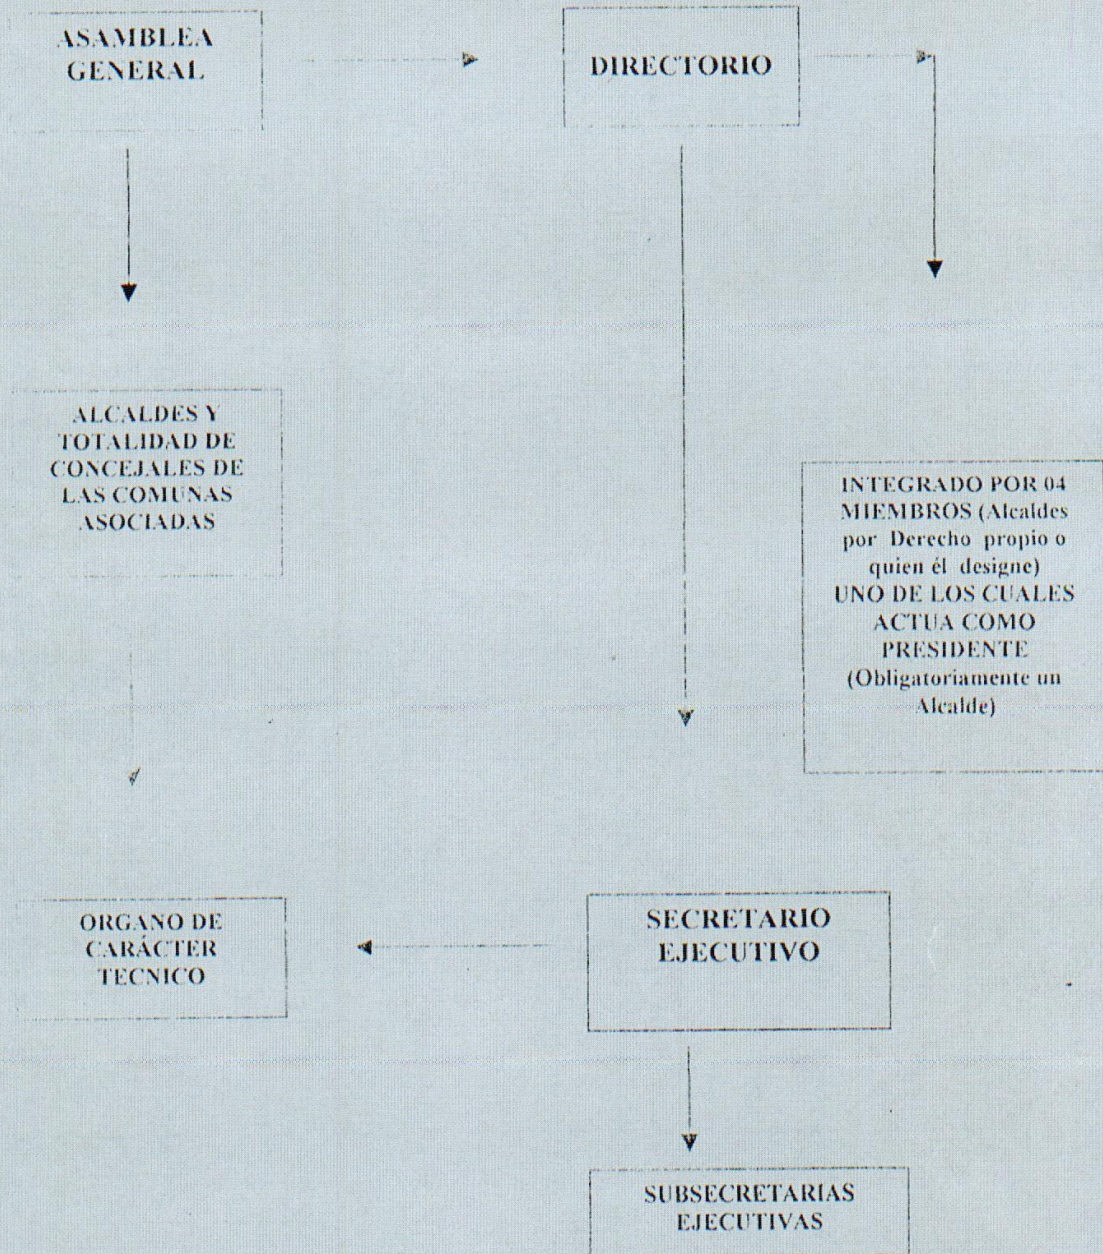 ASAMBLEA
GENERAL
DIRECTORIO
ALCALDES Y
TOTALIDAD DE
CONCEJALES DE
LAS COMUNAS
ASOCIADAS
INTEGRADO POR 04
MIEMBROS (Alcaldes
por Derecho propio o
quien él designe)
UNO DE LOS CUALES
ACTUA COMO
PRESIDENTE
(Obligatoriamente un
Alcalde)
ORGANO DE
CARÁCTER
TECNICO
SECRETARIO
EJECUTIVO
SUBSECRETARIAS
EJECUTIVAS